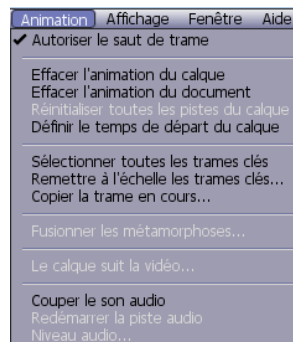 Animation Affichage Fenêtre Aide
✔ Autoriser le saut de trame
Effacer l'animation du calque
Effacer l'animation du document
Réinitialiser toutes les pistes du calque
Définir le temps de départ du calque
Sélectionner toutes les trames clés
Remettre à l'échelle les trames clés...
Copier la trame en cours...
Fusionner les métamorphoses...
Le calque suit la vidéo...
Couper le son audio
Redémarrer la piste audio
Niveau audio...